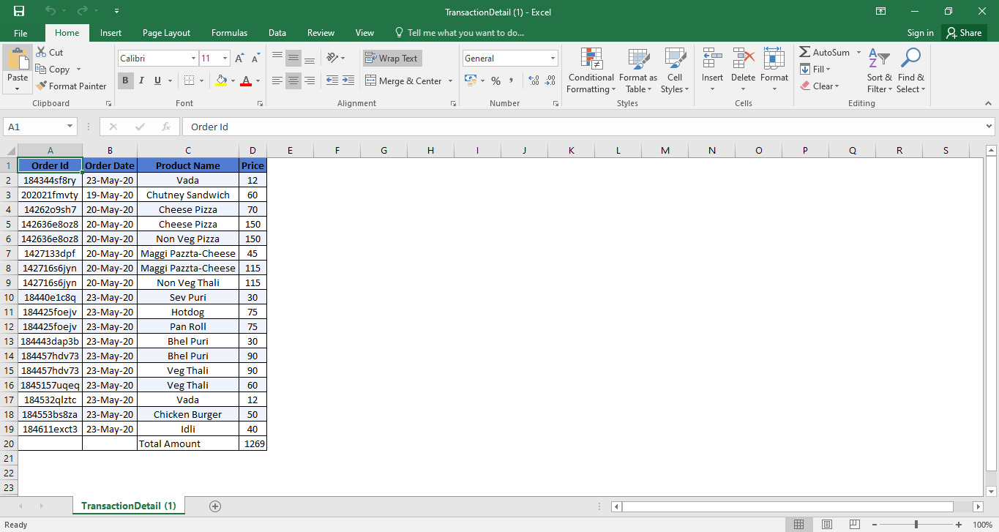 TransactionDetail (1) - Excel
File Home Insert Page Layout Formulas Data Review View Tell me what you want to do... Sign in Share
Paste
Cut
Copy
Format Painter
Clipboard
Calibri 11
B I U
A A A
Font
Wrap Text
Merge & Center
Alignment
General
% ,
.0 .00
.00 .0
Number
Conditional Formatting
Format as Table
Cell Styles
Styles
Insert Delete Format
Cells
AutoSum
Fill
Clear
Sort & Filter
Find & Select
Editing
A1 fx Order Id
A B C D E F G H I J K L M N O P Q R S
1 Order Id Order Date Product Name Price
2 184344sf8ry 23-May-20 Vada 12
3 202021fmvty 19-May-20 Chutney Sandwich 60
4 14262o9sh7 20-May-20 Cheese Pizza 70
5 142636e8oz8 20-May-20 Cheese Pizza 150
6 142636e8oz8 20-May-20 Non Veg Pizza 150
7 1427133dpf 20-May-20 Maggi Pazzta-Cheese 45
8 142716s6jyn 20-May-20 Maggi Pazzta-Cheese 115
9 142716s6jyn 20-May-20 Non Veg Thali 115
10 18440e1c8q 23-May-20 Sev Puri 30
11 184425foejv 23-May-20 Hotdog 75
12 184425foejv 23-May-20 Pan Roll 75
13 184443dap3b 23-May-20 Bhel Puri 30
14 184457hdv73 23-May-20 Bhel Puri 90
15 184457hdv73 23-May-20 Veg Thali 90
16 1845157uqeq 23-May-20 Veg Thali 60
17 184532qlztc 23-May-20 Vada 12
18 184553bs8za 23-May-20 Chicken Burger 50
19 184611exct3 23-May-20 Idli 40
20 Total Amount 1269
21
22
23
TransactionDetail (1)
Ready 100%